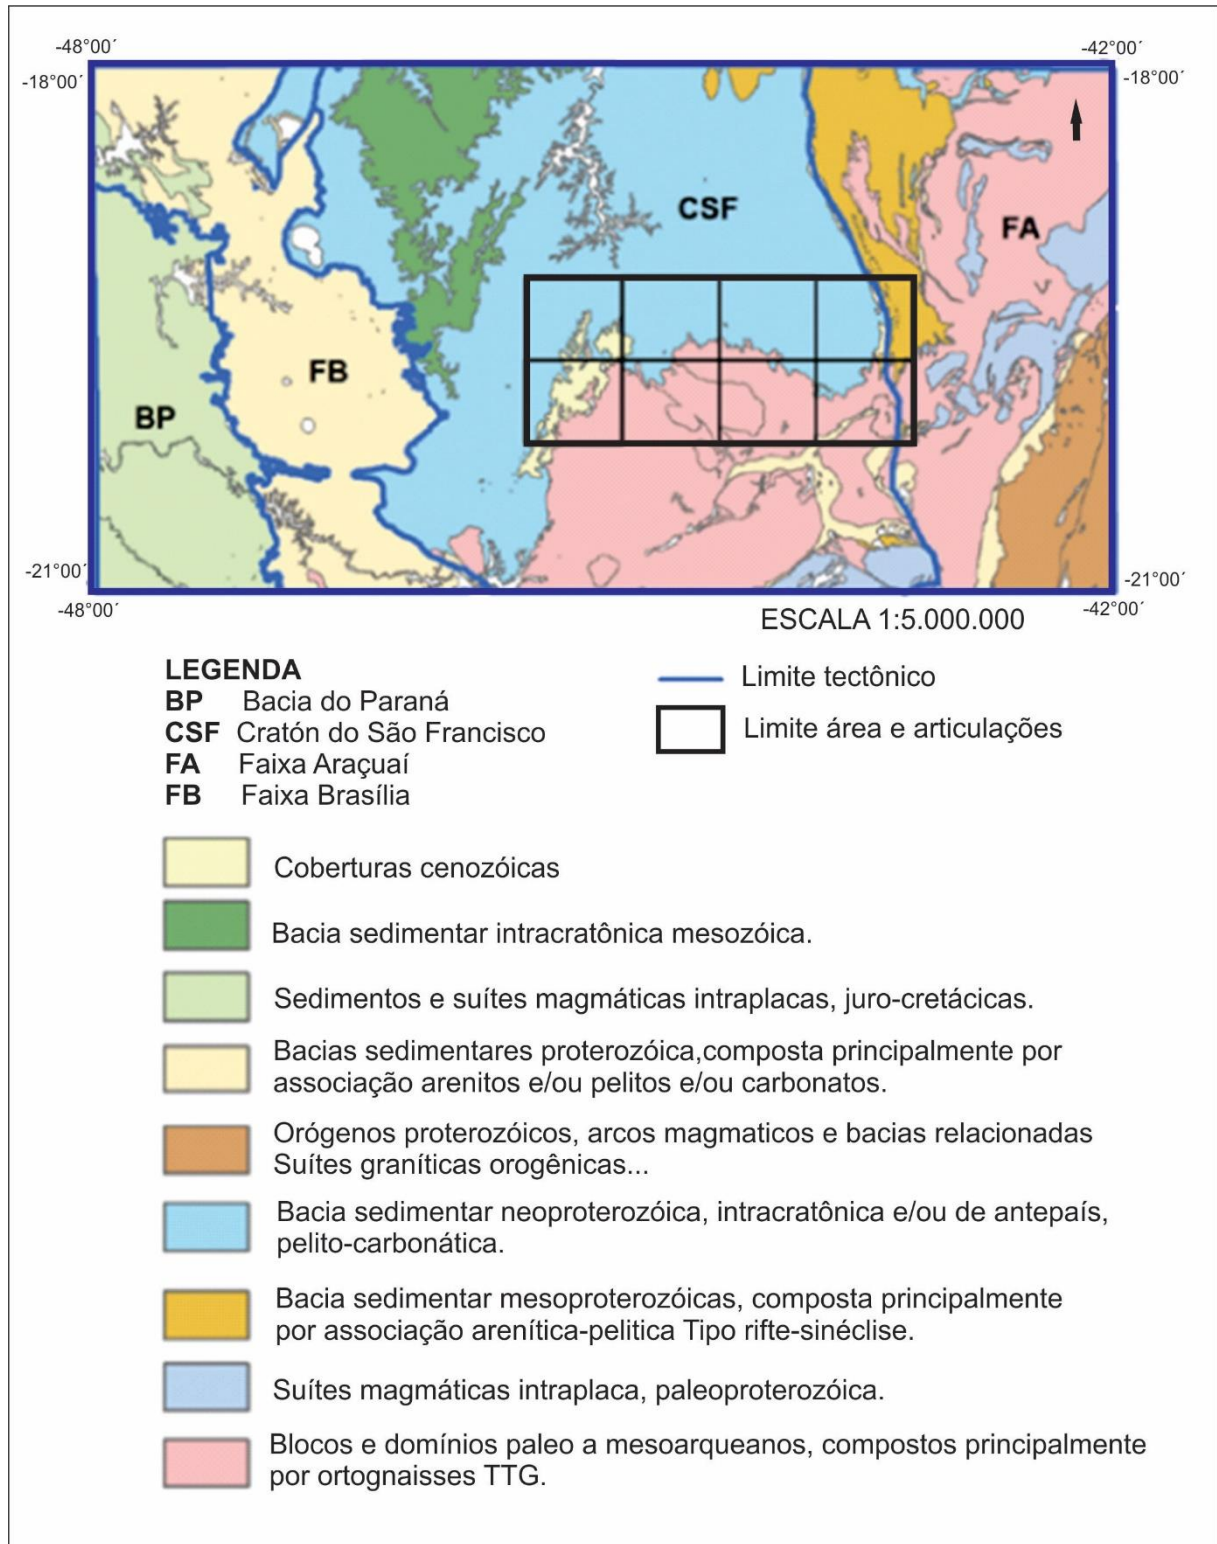 -48°00´
-42°00´
-18°00´
-18°00´
CSF
FA
FB
BP
-21°00´
-21°00´
-48°00´
-42°00´
ESCALA 1:5.000.000
LEGENDA
BP Bacia do Paraná
CSF Cratón do São Francisco
FA Faixa Araçuaí
FB Faixa Brasília
Limite tectônico
Limite área e articulações
Coberturas cenozóicas
Bacia sedimentar intracratônica mesozóica.
Sedimentos e suítes magmáticas intraplacas, juro-cretácicas.
Bacias sedimentares proterozóica,composta principalmente por
associação arenitos e/ou pelitos e/ou carbonatos.
Orógenos proterozóicos, arcos magmaticos e bacias relacionadas
Suítes graníticas orogênicas...
Bacia sedimentar neoproterozóica, intracratônica e/ou de antepaís,
pelito-carbonática.
Bacia sedimentar mesoproterozóicas, composta principalmente
por associação arenítica-pelitica Tipo rifte-sinéclise.
Suítes magmáticas intraplaca, paleoproterozóica.
Blocos e domínios paleo a mesoarqueanos, compostos principalmente
por ortognaisses TTG.